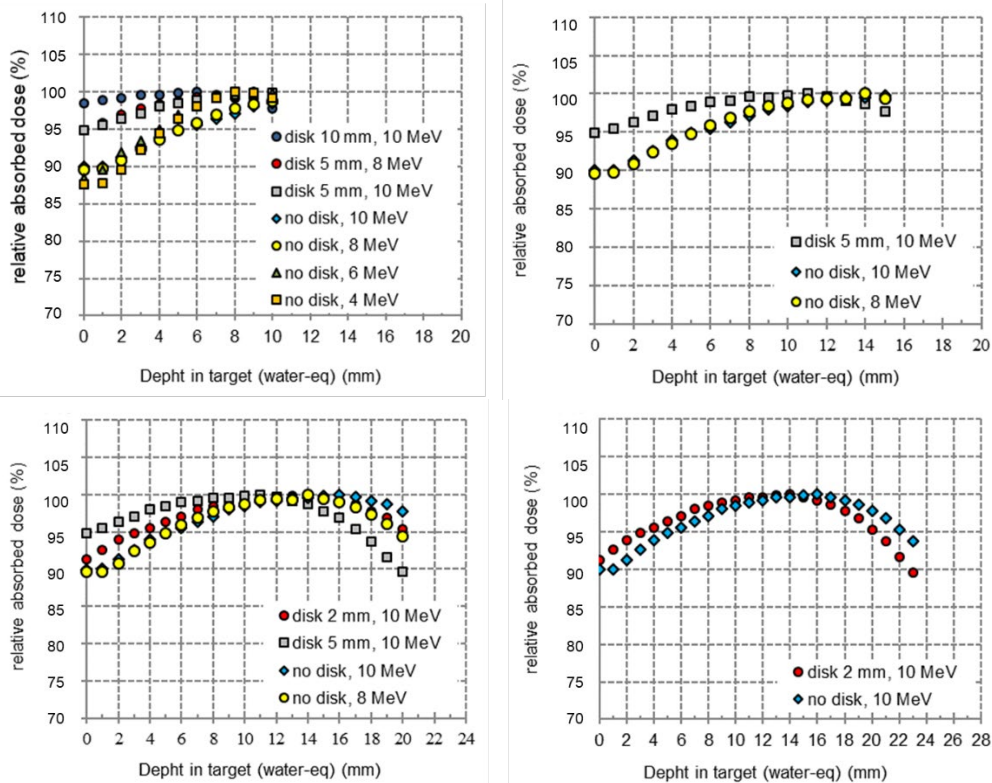 relative absorbed dose (%)
110
105
100
95
90
85
80
75
70
disk 10 mm, 10 MeV
disk 5 mm, 8 MeV
disk 5 mm, 10 MeV
no disk, 10 MeV
no disk, 8 MeV
no disk, 6 MeV
no disk, 4 MeV
0 2 4 6 8 10 12 14 16 18 20
Depht in target (water-eq) (mm)
relative absorbed dose (%)
110
105
100
95
90
85
80
75
70
disk 5 mm, 10 MeV
no disk, 10 MeV
no disk, 8 MeV
0 2 4 6 8 10 12 14 16 18 20
Depht in target (water-eq) (mm)
relative absorbed dose (%)
110
105
100
95
90
85
80
75
70
disk 2 mm, 10 MeV
disk 5 mm, 10 MeV
no disk, 10 MeV
no disk, 8 MeV
0 2 4 6 8 10 12 14 16 18 20 22 24
Depht in target (water-eq) (mm)
relative absorbed dose (%)
110
105
100
95
90
85
80
75
70
disk 2 mm, 10 MeV
no disk, 10 MeV
0 2 4 6 8 10 12 14 16 18 20 22 24 26 28
Depht in target (water-eq) (mm)